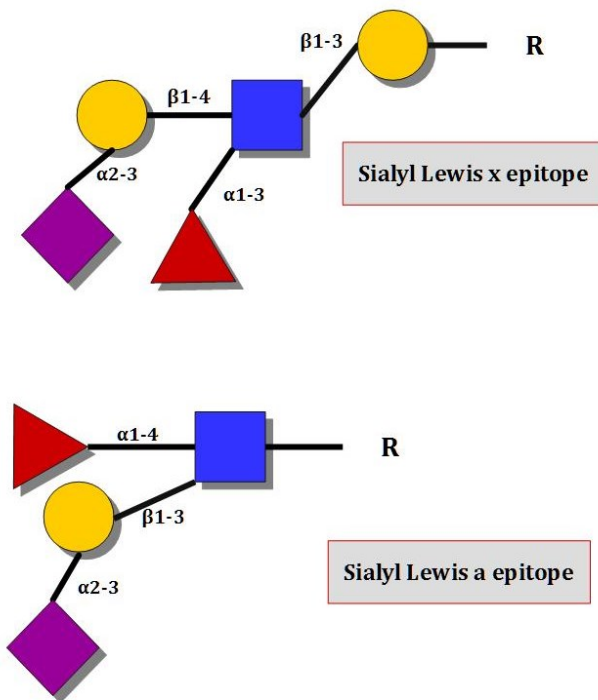 β1-3
R
β1-4
Sialyl Lewis x epitope
α2-3
α1-3
α1-4
R
β1-3
Sialyl Lewis a epitope
α2-3